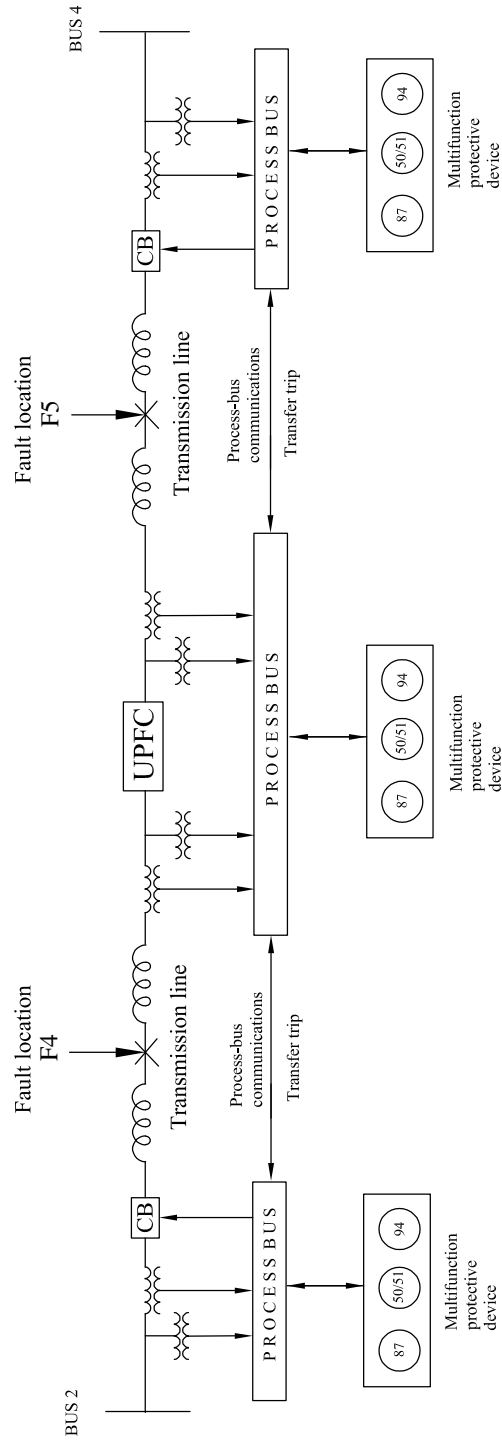 Fault location
F4
Fault location
F5
BUS 2
CB
Transmission line
UPFC
Transmission line
CB
BUS 4
PROCESS BUS
Process-bus
communications
Transfer trip
PROCESS BUS
Process-bus
communications
Transfer trip
PROCESS BUS
87
50/51
94
Multifunction
protective
device
87
50/51
94
Multifunction
protective
device
87
50/51
94
Multifunction
protective
device